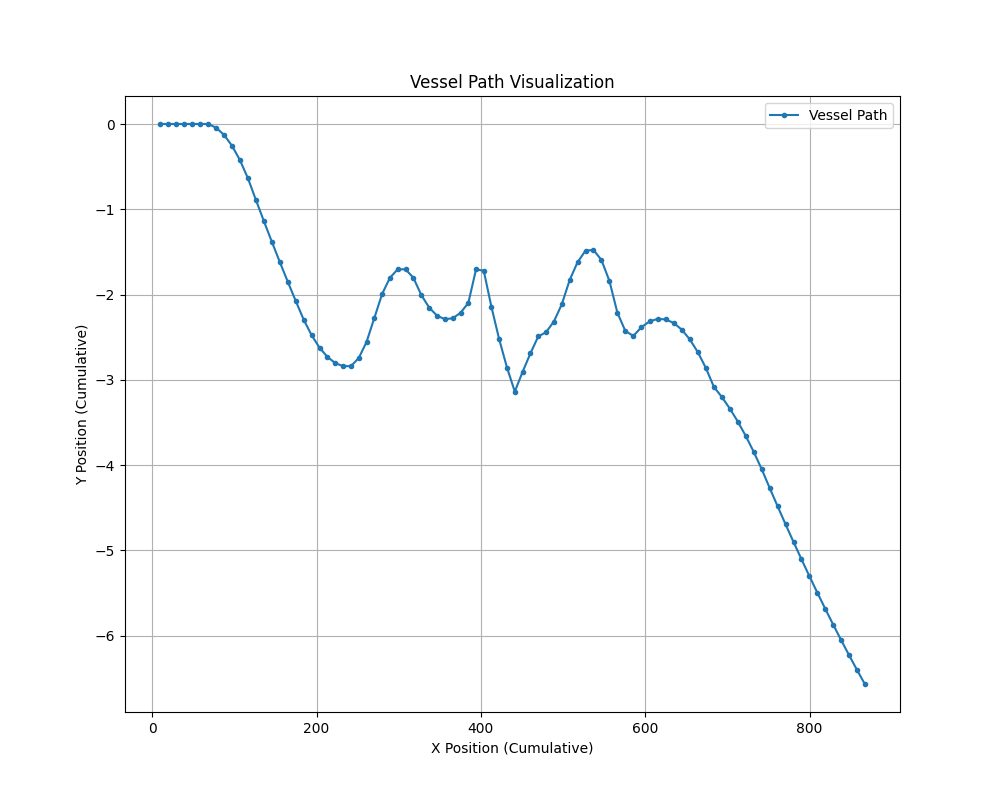 Vessel Path Visualization
Vessel Path
0
−1
−2
−3
−4
−5
−6
Y Position (Cumulative)
0 200 400 600 800
X Position (Cumulative)